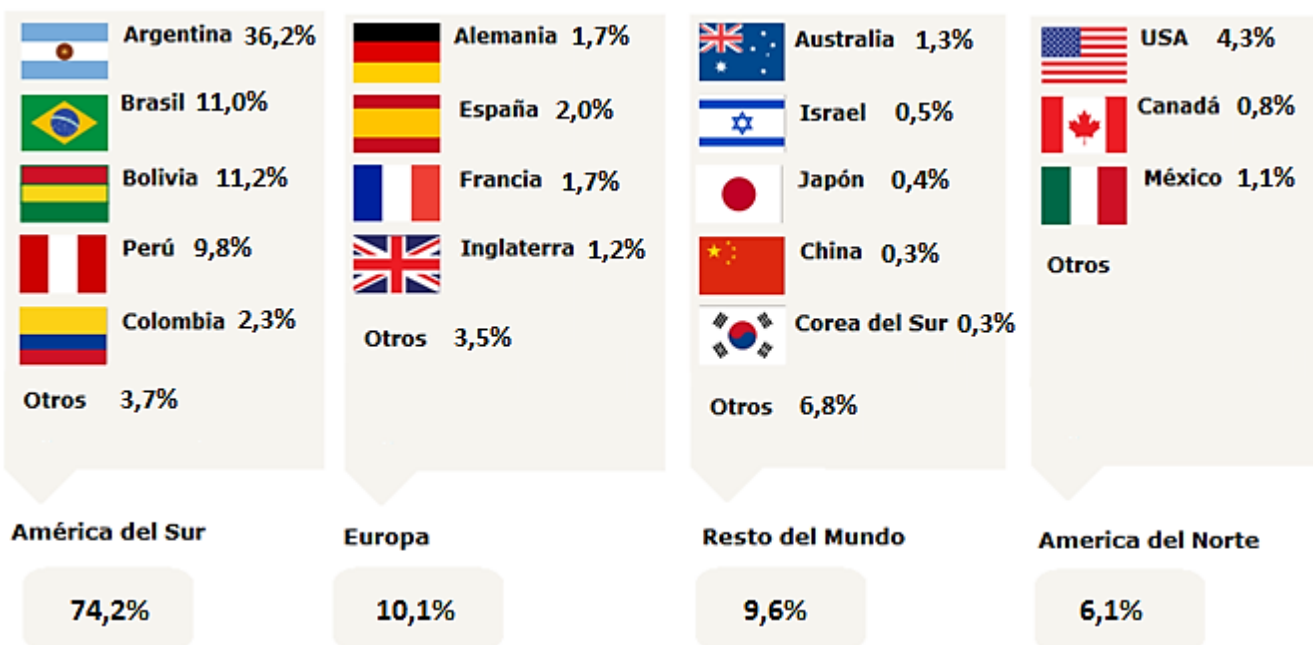 Argentina 36,2%
Brasil 11,0%
Bolivia 11,2%
Perú 9,8%
Colombia 2,3%
Otros 3,7%
América del Sur
74,2%
Alemania 1,7%
España 2,0%
Francia 1,7%
Inglaterra 1,2%
Otros 3,5%
Europa
10,1%
Australia 1,3%
Israel 0,5%
Japón 0,4%
China 0,3%
Corea del Sur 0,3%
Otros 6,8%
Resto del Mundo
9,6%
USA 4,3%
Canadá 0,8%
México 1,1%
Otros
America del Norte
6,1%